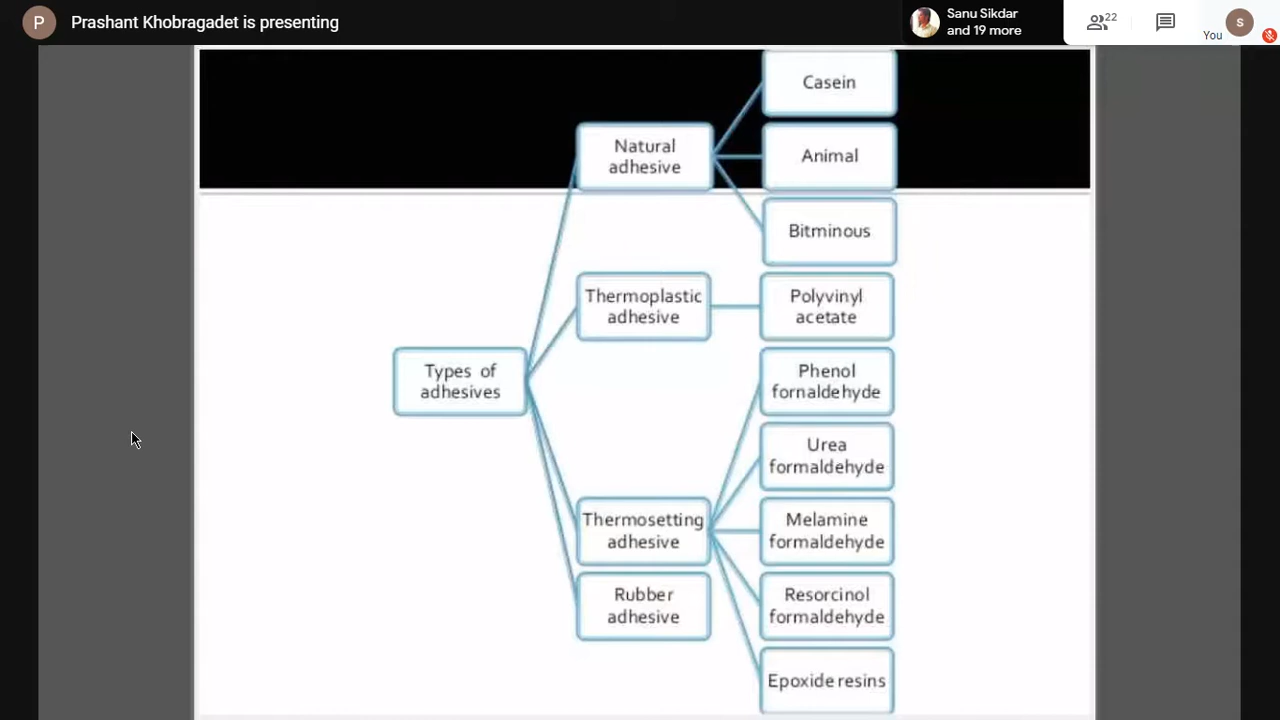 P
Prashant Khobragadet is presenting
Sanu Sikdar
and 19 more
22
You
S
Casein
Natural
adhesive
Animal
Bitminous
Thermoplastic
adhesive
Polyvinyl
acetate
Types of
adhesives
Phenol
fornaldehyde
Urea
formaldehyde
Thermosetting
adhesive
Melamine
formaldehyde
Rubber
adhesive
Resorcinol
formaldehyde
Epoxide resins